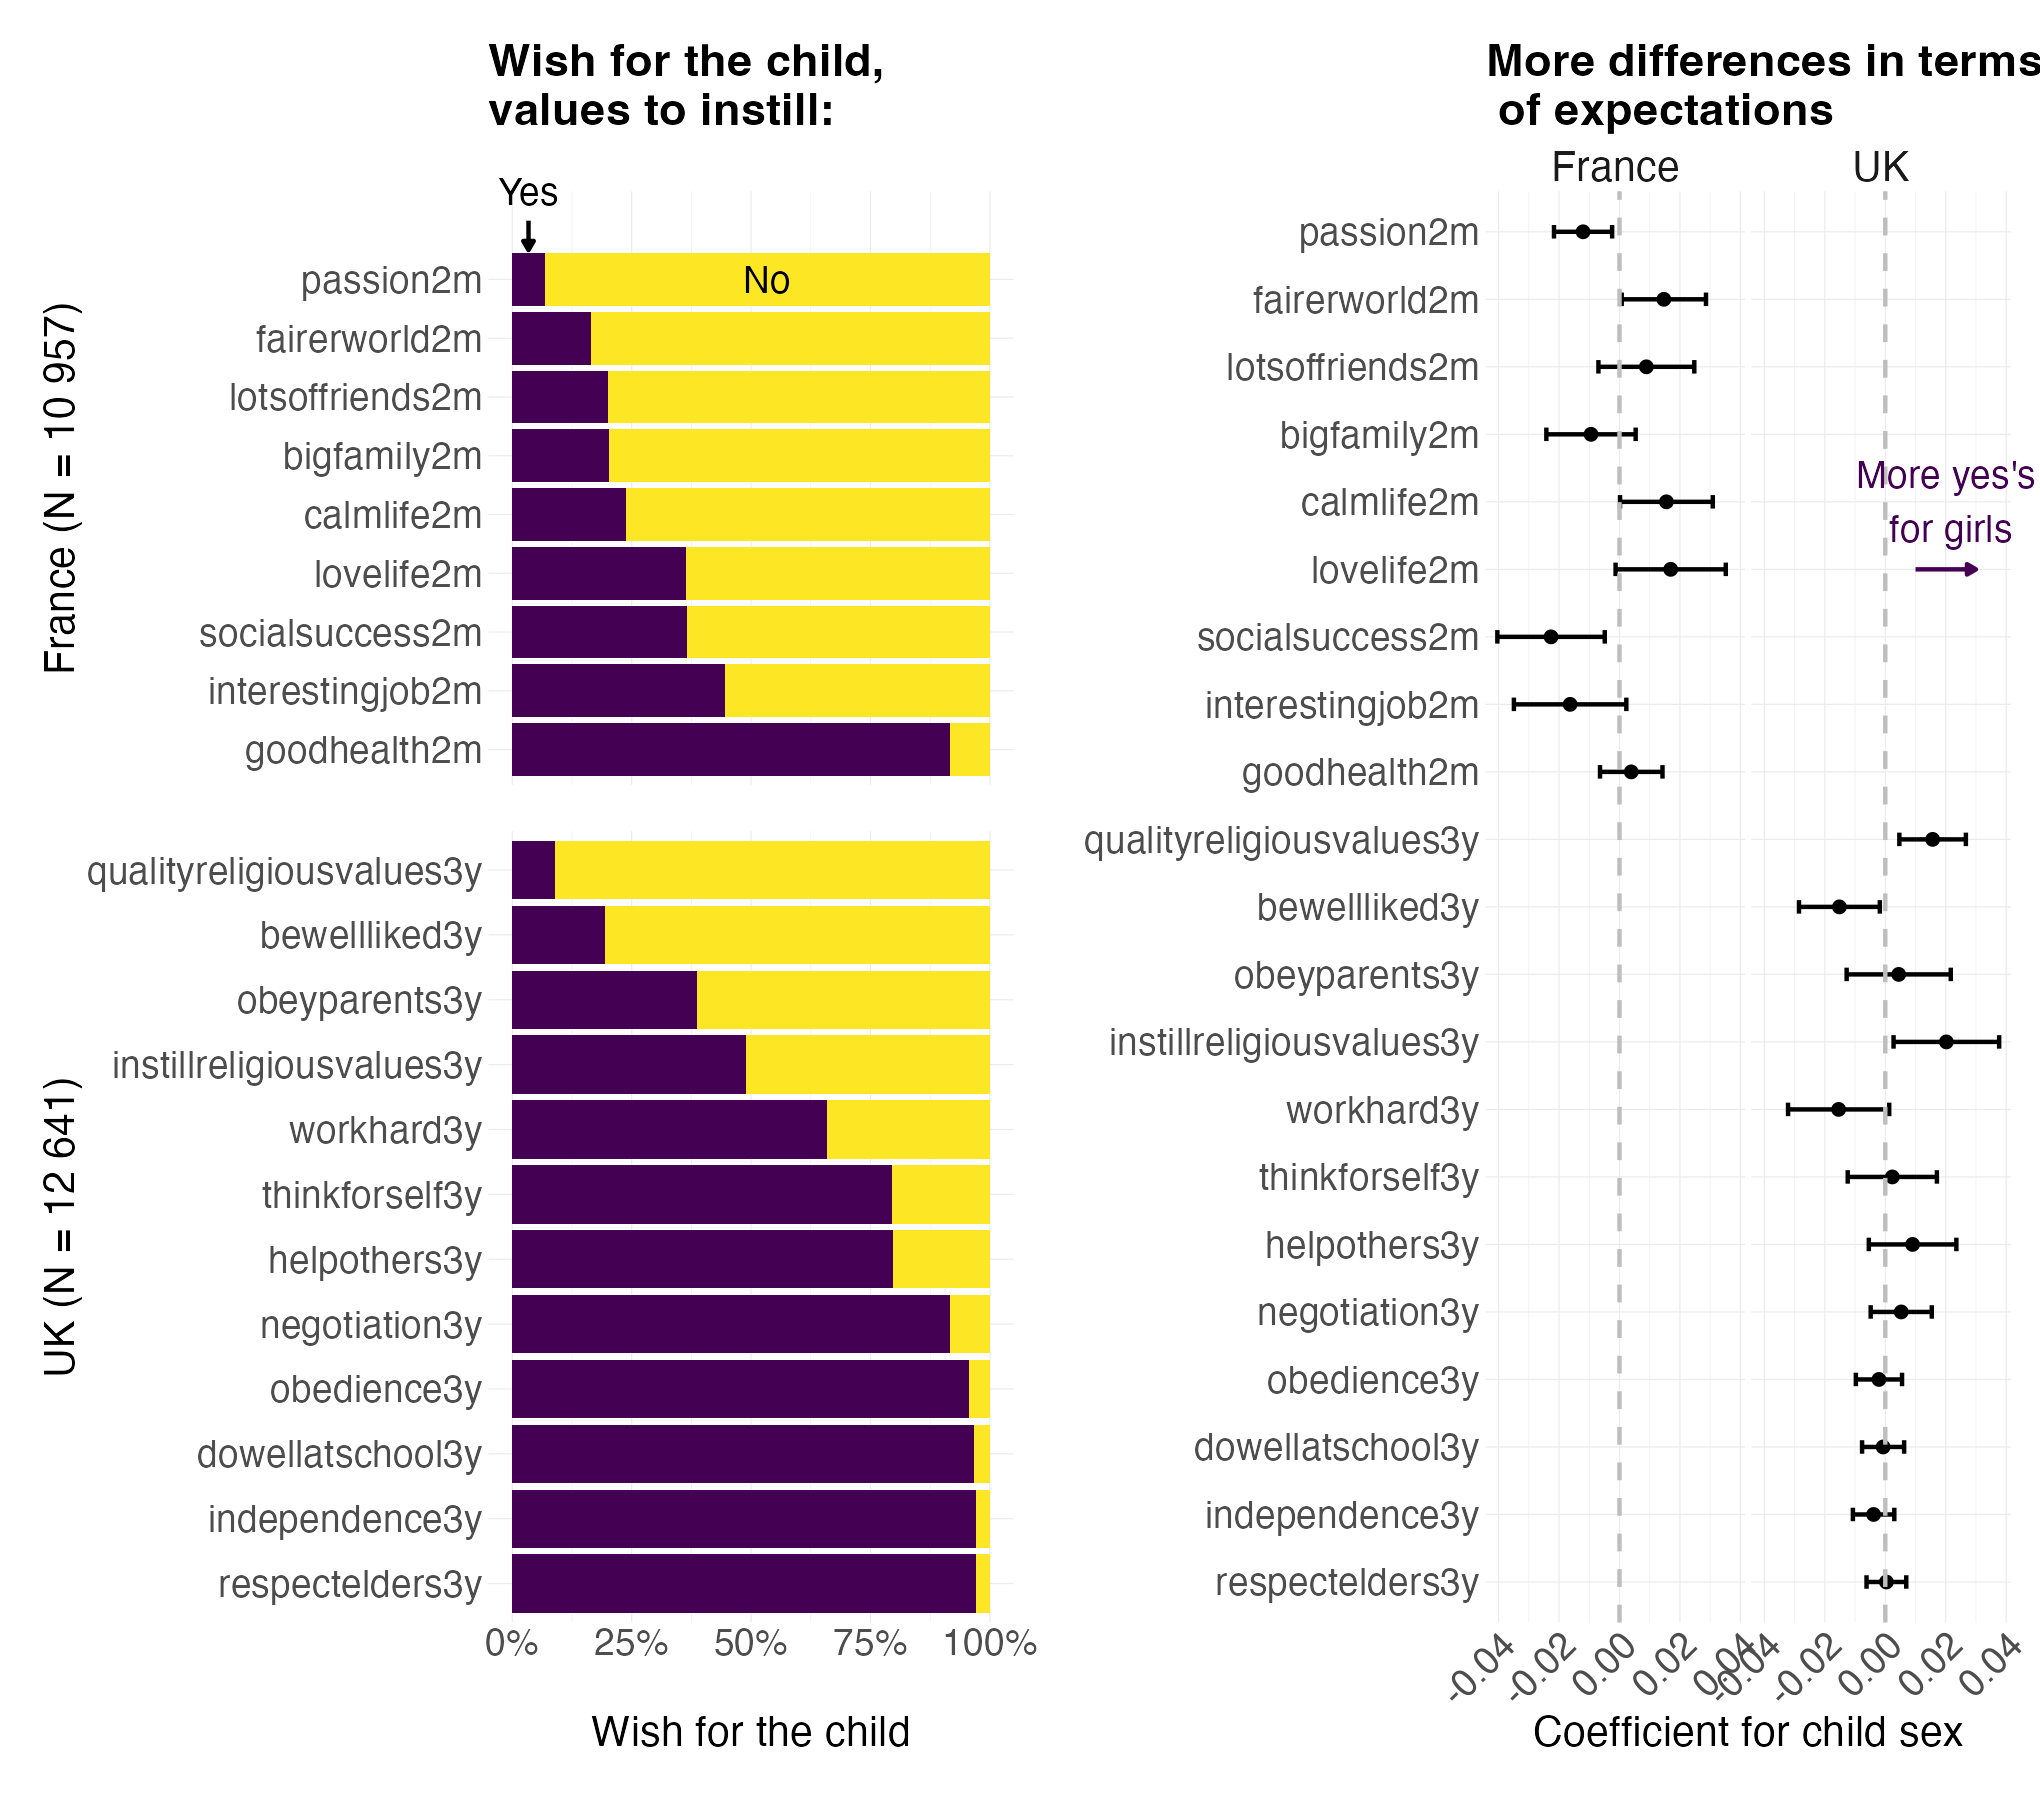 Wish for the child,
values to instill:
Yes
No
France (N = 10 957)
passion2m
fairerworld2m
lotsoffriends2m
bigfamily2m
calmlife2m
lovelife2m
socialsuccess2m
interestingjob2m
goodhealth2m
UK (N = 12 641)
qualityreligiousvalues3y
bewellliked3y
obeyparents3y
instillreligiousvalues3y
workhard3y
thinkforself3y
helpothers3y
negotiation3y
obedience3y
dowellatschool3y
independence3y
respectelders3y
0% 25% 50% 75% 100%
Wish for the child
More differences in terms
of expectations
France UK
passion2m
fairerworld2m
lotsoffriends2m
bigfamily2m
calmlife2m
lovelife2m
socialsuccess2m
interestingjob2m
goodhealth2m
qualityreligiousvalues3y
bewellliked3y
obeyparents3y
instillreligiousvalues3y
workhard3y
thinkforself3y
helpothers3y
negotiation3y
obedience3y
dowellatschool3y
independence3y
respectelders3y
More yes's
for girls
-0.04 -0.02 0.00 0.02 0.04 -0.04 -0.02 0.00 0.02 0.04
Coefficient for child sex